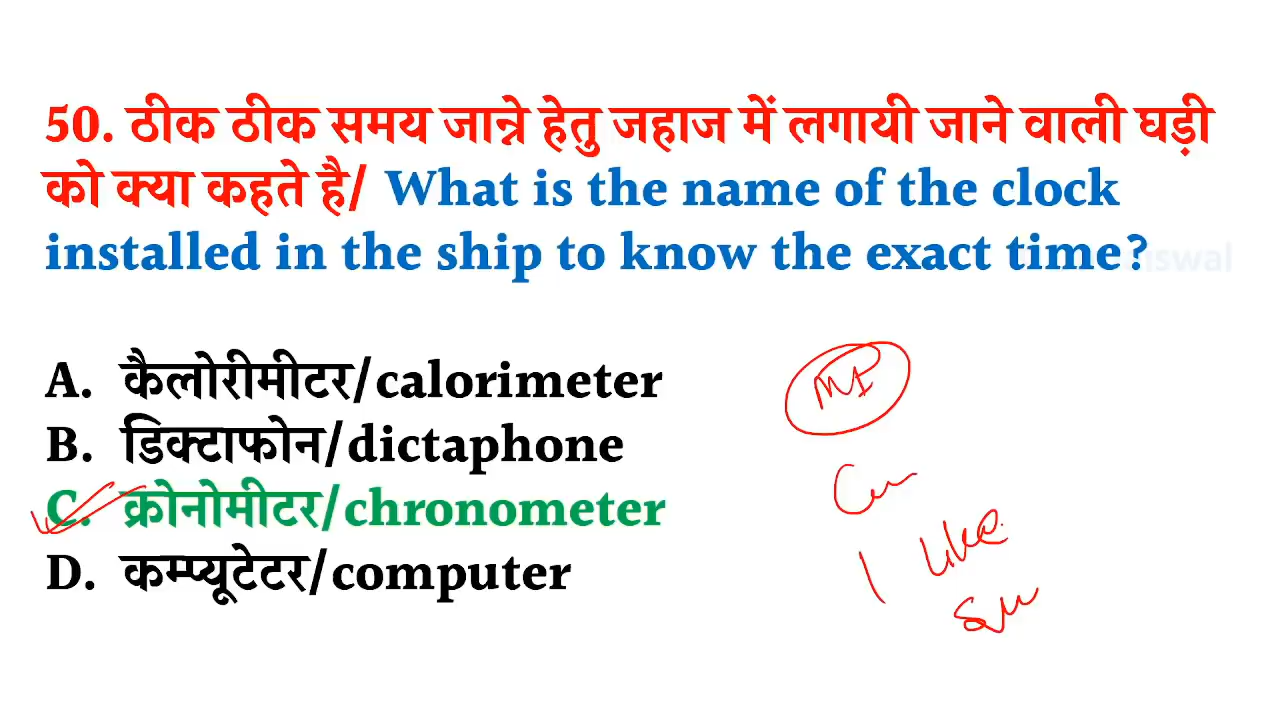 50. ठीक ठीक समय जान्ने हेतु जहाज में लगायी जाने वाली घड़ी
को क्या कहते है/ What is the name of the clock
installed in the ship to know the exact time?
A. कैलोरीमीटर/calorimeter
B. डिक्टाफोन/dictaphone
C. क्रोनोमीटर/chronometer
D. कम्प्यूटेटर/computer
I like